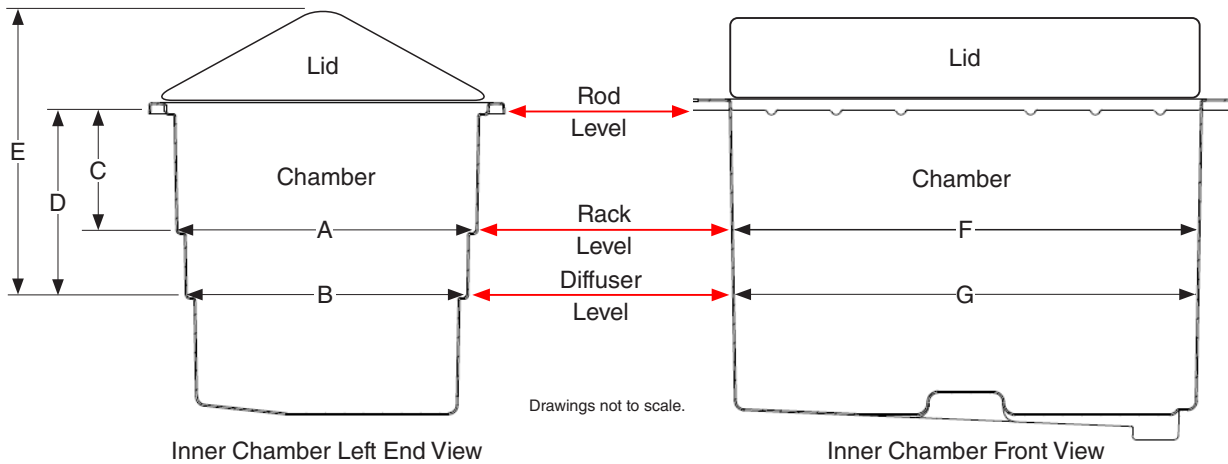 Lid
Lid
E
Rod
Level
C
D
Chamber
Chamber
A
Rack
Level
F
B
Diffuser
Level
G
Drawings not to scale.
Inner Chamber Left End View
Inner Chamber Front View